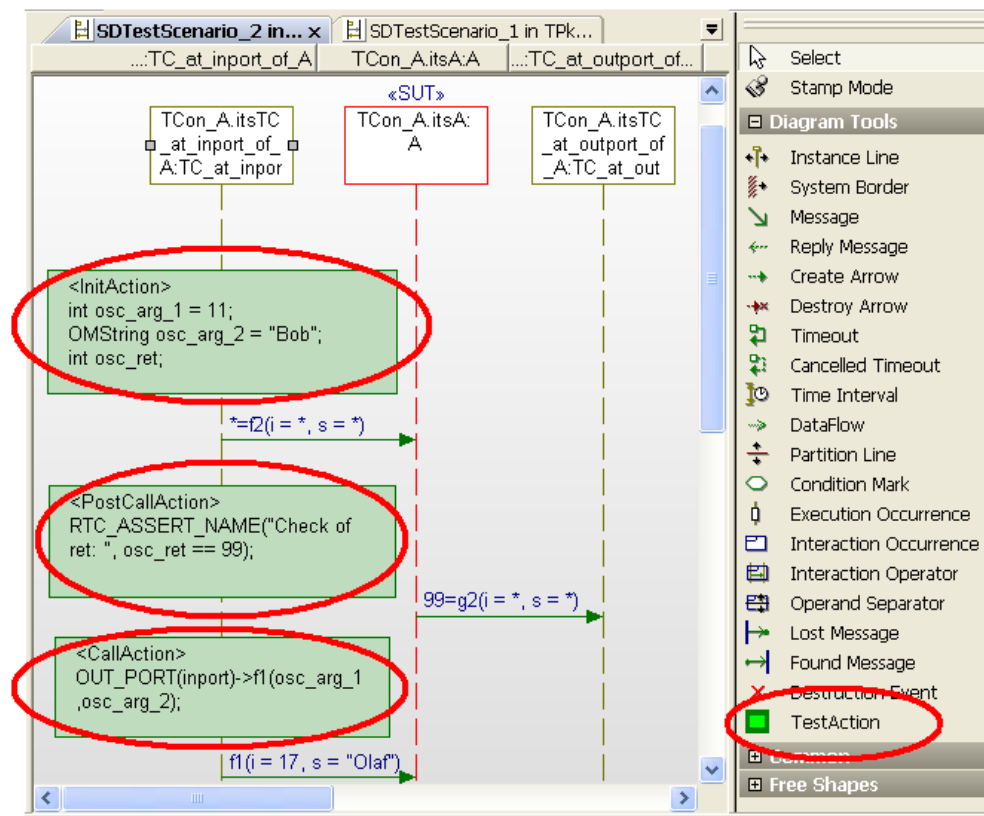 SDTestScenario_2 in... x
SDTestScenario_1 in TPk...
...:TC_at_inport_of_A
TCon_A.itsA:A
...:TC_at_outport_of...
«SUT»
TCon_A.itsTC
_at_inport_of_
A:TC_at_inpor
TCon_A.itsA:
A
TCon_A.itsTC
_at_outport_of
_A:TC_at_out
<InitAction>
int osc_arg_1 = 11;
OMString osc_arg_2 = "Bob";
int osc_ret;
*=f2(i = *, s = *)
<PostCallAction>
RTC_ASSERT_NAME("Check of
ret: ", osc_ret == 99);
99=g2(i = *, s = *)
<CallAction>
OUT_PORT(inport)->f1(osc_arg_1
,osc_arg_2);
f1(i = 17, s = "Olaf")
Select
Stamp Mode
Diagram Tools
Instance Line
System Border
Message
Reply Message
Create Arrow
Destroy Arrow
Timeout
Cancelled Timeout
Time Interval
DataFlow
Partition Line
Condition Mark
Execution Occurrence
Interaction Occurrence
Interaction Operator
Operand Separator
Lost Message
Found Message
Destruction Event
TestAction
Common
Free Shapes